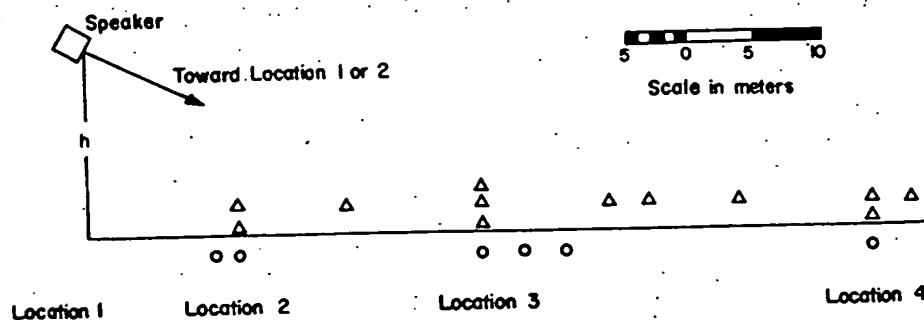 Speaker
Toward Location 1 or 2
5 0 5 10
Scale in meters
h
Location 1 Location 2 Location 3 Location 4